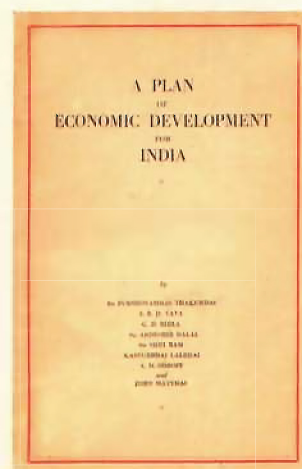 A PLAN
OF
ECONOMIC DEVELOPMENT
FOR
INDIA
by
Sir PURSHOTAMDAS THAKURDAS
J. R. D. TATA
G. D. BIRLA
Sir ARDESHIR DALAL
Sir SHRI RAM
KASTURBHAI LALBHAI
A. D. SHROFF
and
JOHN MATTHAI